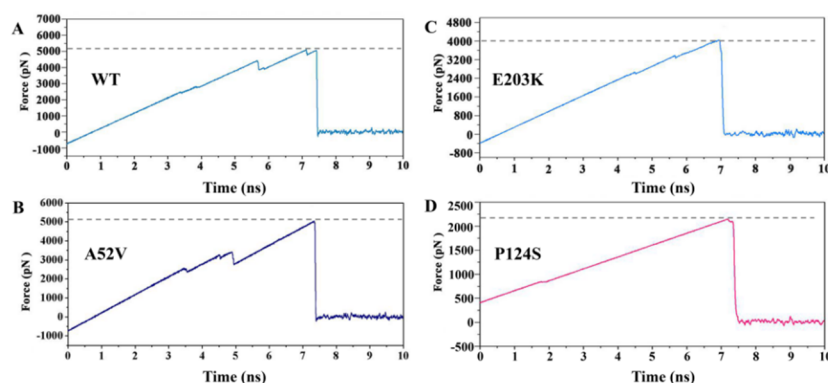 A
Force (pN)
7000
6000
5000
4000
3000
2000
1000
0
-1000
WT
0 1 2 3 4 5 6 7 8 9 10
Time (ns)
B
Force (pN)
6000
5000
4000
3000
2000
1000
0
-1000
A52V
0 1 2 3 4 5 6 7 8 9 10
Time (ns)
C
Force (pN)
4800
4000
3200
2400
1600
800
0
-800
E203K
0 1 2 3 4 5 6 7 8 9 10
Time (ns)
D
Force (pN)
2500
2000
1500
1000
500
0
-500
P124S
0 1 2 3 4 5 6 7 8 9 10
Time (ns)